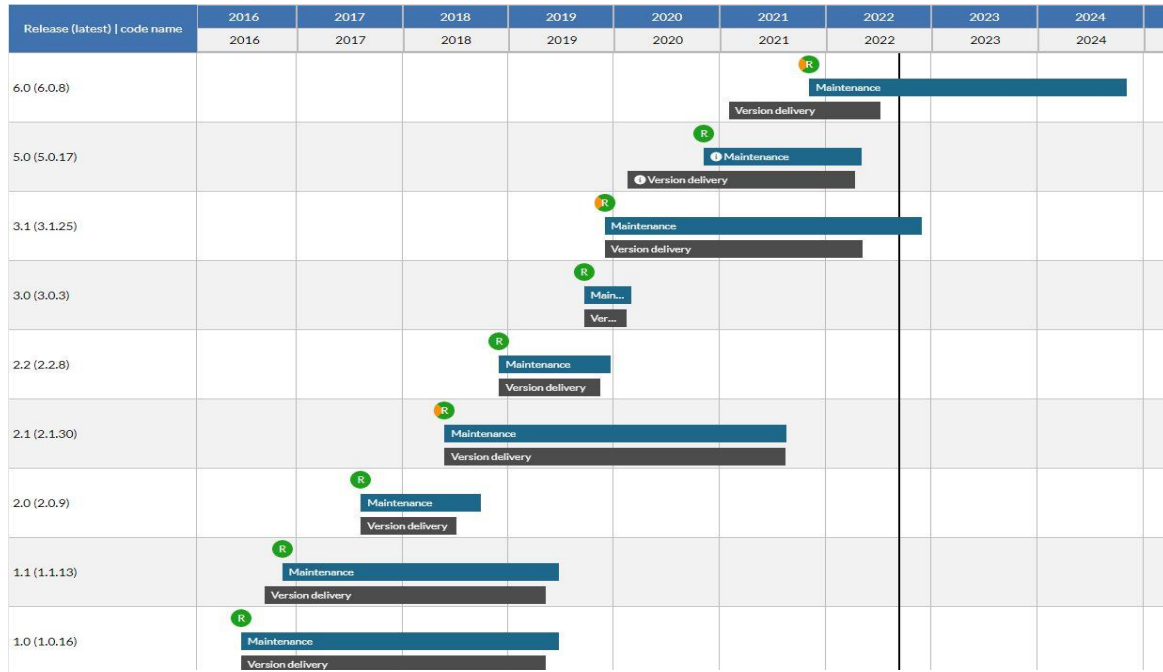 Release (latest) | code name
2016 2017 2018 2019 2020 2021 2022 2023 2024
2016 2017 2018 2019 2020 2021 2022 2023 2024
R
6.0 (6.0.8)
Maintenance
Version delivery
R
5.0 (5.0.17)
i Maintenance
i Version delivery
R
3.1 (3.1.25)
Maintenance
Version delivery
R
3.0 (3.0.3)
Main...
Ver...
R
2.2 (2.2.8)
Maintenance
Version delivery
R
2.1 (2.1.30)
Maintenance
Version delivery
R
2.0 (2.0.9)
Maintenance
Version delivery
R
1.1 (1.1.13)
Maintenance
Version delivery
R
1.0 (1.0.16)
Maintenance
Version delivery